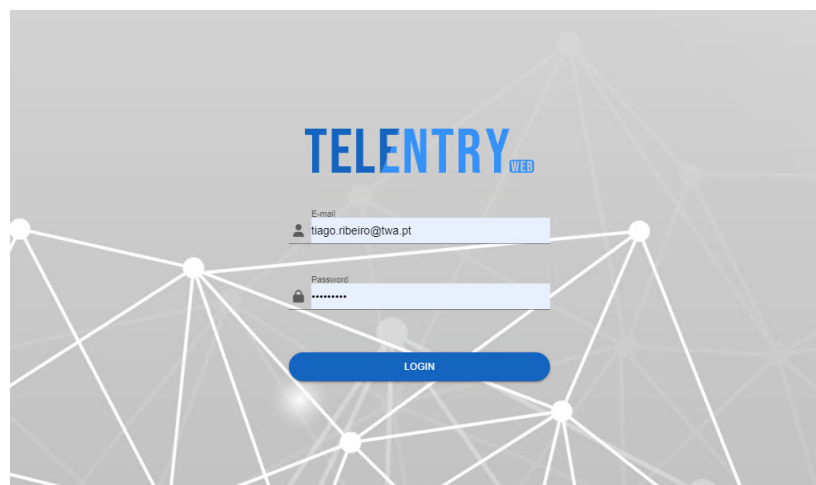 TELENTRY WEB
E-mail
tiago.ribeiro@twa.pt
Password
•••••••••
LOGIN